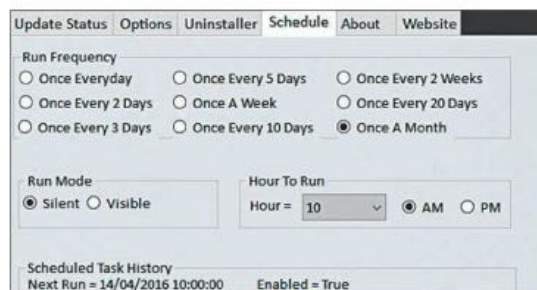 Update Status Options Uninstaller Schedule About Website
Run Frequency
Once Everyday Once Every 5 Days Once Every 2 Weeks
Once Every 2 Days Once A Week Once Every 20 Days
Once Every 3 Days Once Every 10 Days Once A Month
Run Mode Hour To Run
Silent Visible Hour = 10 AM PM
Scheduled Task History
Next Run = 14/04/2016 10:00:00 Enabled = True